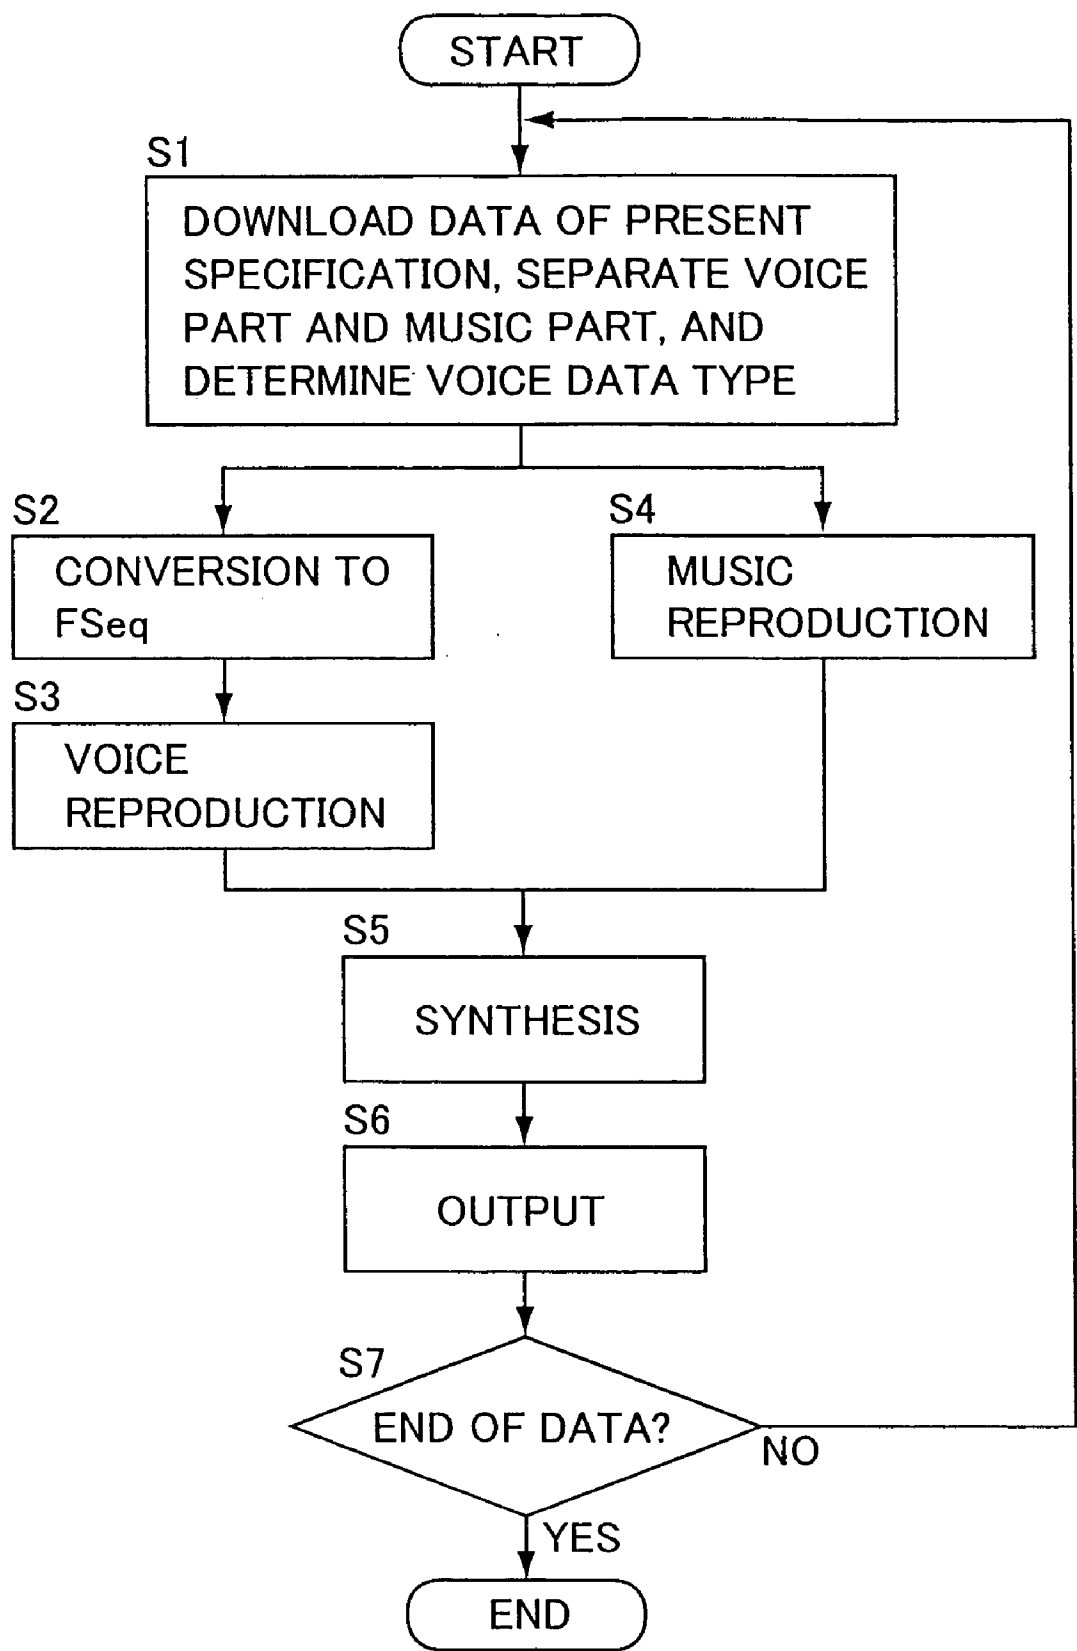 START
S1
DOWNLOAD DATA OF PRESENT
SPECIFICATION, SEPARATE VOICE
PART AND MUSIC PART, AND
DETERMINE VOICE DATA TYPE
S2
CONVERSION TO
FSeq
S4
MUSIC
REPRODUCTION
S3
VOICE
REPRODUCTION
S5
SYNTHESIS
S6
OUTPUT
S7
END OF DATA?
NO
YES
END